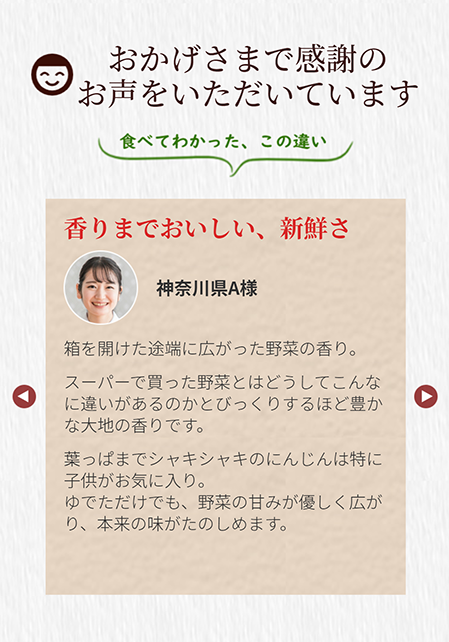 おかげさまで感謝の
お声をいただいています
食べてわかった、この違い
香りまでおいしい、新鮮さ
神奈川県A様
箱を開けた途端に広がった野菜の香り。
スーパーで買った野菜とはどうしてこんな
に違いがあるのかとびっくりするほど豊か
な大地の香りです。
葉っぱまでシャキシャキのにんじんは特に
子供がお気に入り。
ゆでただけでも、野菜の甘みが優しく広が
り、本来の味がたのしめます。